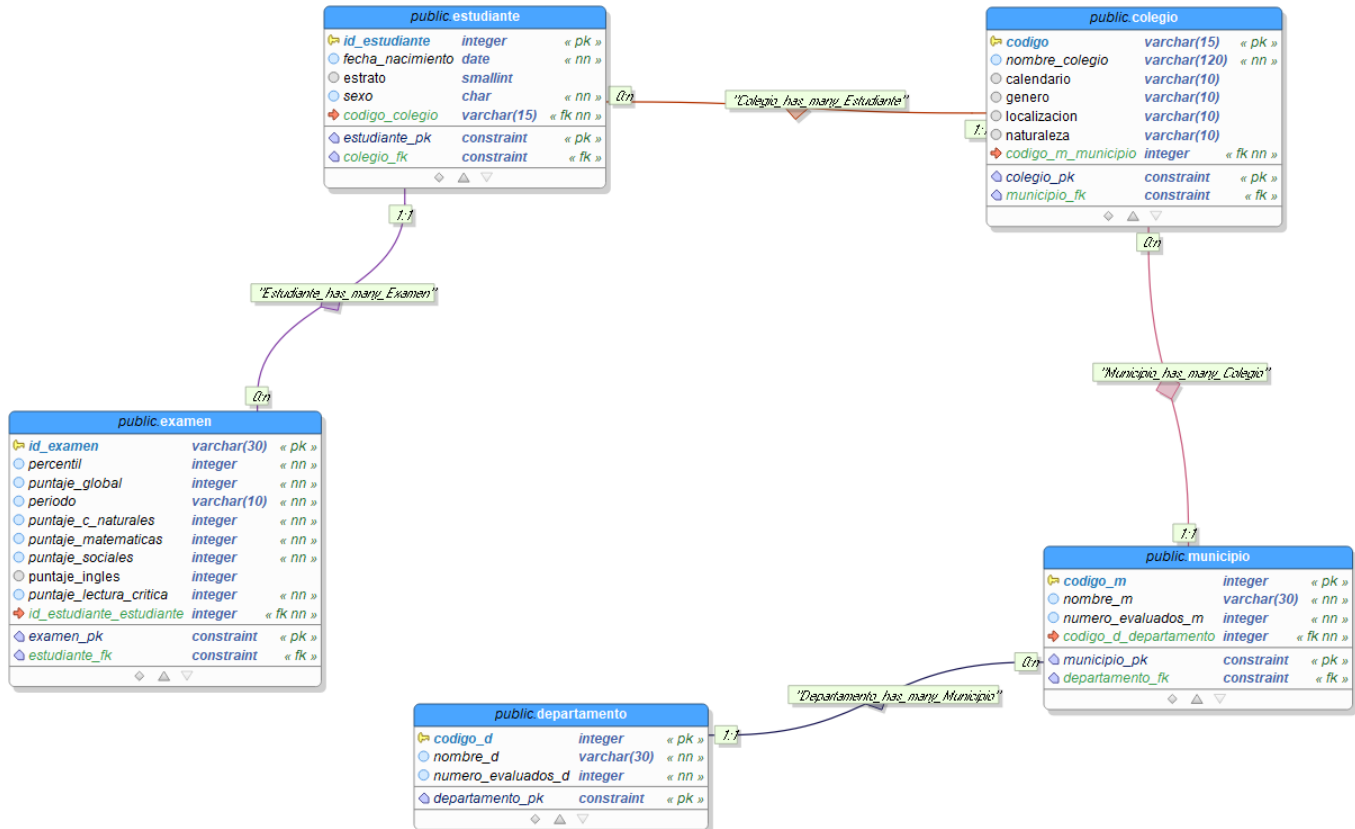 public.estudiante
id_estudiante integer « pk »
fecha_nacimiento date « nn »
estrato smallint
sexo char « nn »
codigo_colegio varchar(15) « fk nn »
estudiante_pk constraint « pk »
colegio_fk constraint « fk »
public.colegio
codigo varchar(15) « pk »
nombre_colegio varchar(120) « nn »
calendario varchar(10)
genero varchar(10)
localizacion varchar(10)
naturaleza varchar(10)
codigo_m_municipio integer « fk nn »
colegio_pk constraint « pk »
municipio_fk constraint « fk »
0:n
"Colegio_has_many_Estudiante"
1:1
1:1
"Estudiante_has_many_Examen"
0:n
0:n
"Municipio_has_many_Colegio"
1:1
public.examen
id_examen varchar(30) « pk »
percentil integer « nn »
puntaje_global integer « nn »
periodo varchar(10) « nn »
puntaje_c_naturales integer « nn »
puntaje_matematicas integer « nn »
puntaje_sociales integer « nn »
puntaje_ingles integer
puntaje_lectura_critica integer « nn »
id_estudiante_estudiante integer « fk nn »
examen_pk constraint « pk »
estudiante_fk constraint « fk »
public.municipio
codigo_m integer « pk »
nombre_m varchar(30) « nn »
numero_evaluados_m integer « nn »
codigo_d_departamento integer « fk nn »
municipio_pk constraint « pk »
departamento_fk constraint « fk »
0:n
"Departamento_has_many_Municipio"
1:1
public.departamento
codigo_d integer « pk »
nombre_d varchar(30) « nn »
numero_evaluados_d integer « nn »
departamento_pk constraint « pk »